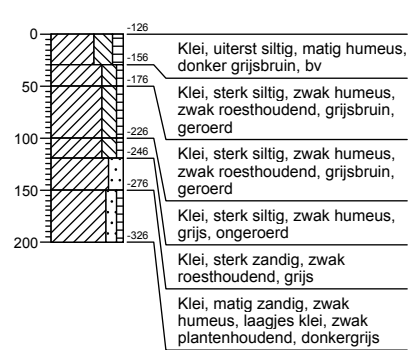 0
50
100
150
200
-126
-156
-176
-226
-246
-276
-326
Klei, uiterst siltig, matig humeus,
donker grijsbruin, bv
Klei, sterk siltig, zwak humeus,
zwak roesthoudend, grijsbruin,
geroerd
Klei, sterk siltig, zwak humeus,
zwak roesthoudend, grijsbruin,
geroerd
Klei, sterk siltig, zwak humeus,
grijs, ongeroerd
Klei, sterk zandig, zwak
roesthoudend, grijs
Klei, matig zandig, zwak
humeus, laagjes klei, zwak
plantenhoudend, donkergrijs